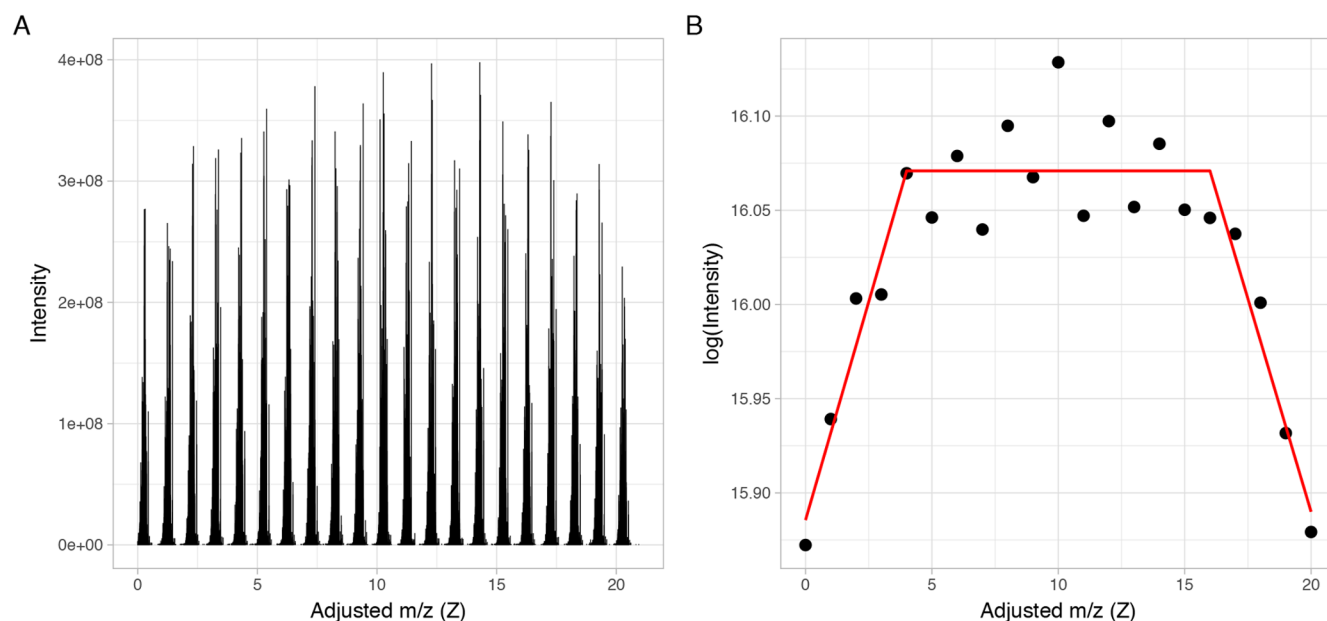 A
4e+08
3e+08
2e+08
1e+08
0e+00
Intensity
0 5 10 15 20
Adjusted m/z (Z)
B
16.10
16.05
16.00
15.95
15.90
log(Intensity)
0 5 10 15 20
Adjusted m/z (Z)